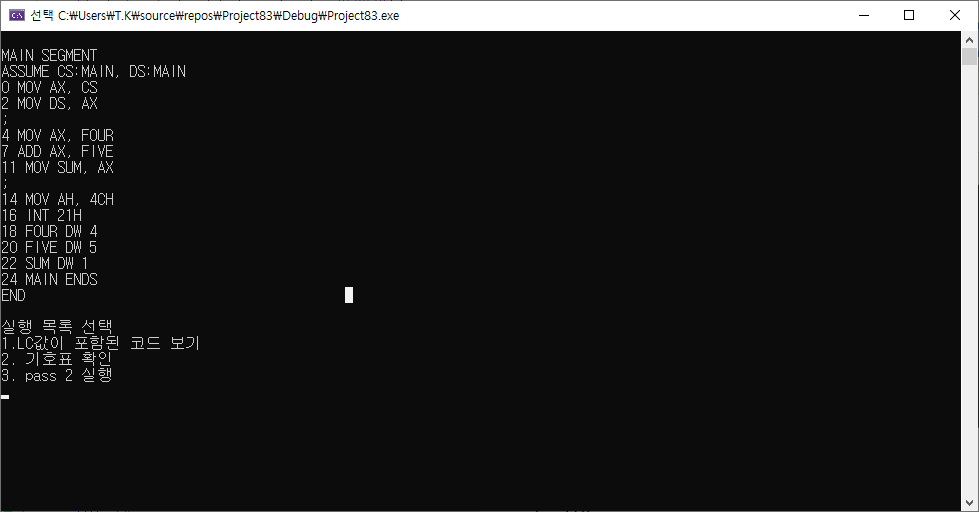 선택 C:₩Users₩T.K₩source₩repos₩Project83₩Debug₩Project83.exe
MAIN SEGMENT
ASSUME CS:MAIN, DS:MAIN
0 MOV AX, CS
2 MOV DS, AX
;
4 MOV AX, FOUR
7 ADD AX, FIVE
11 MOV SUM, AX
;
14 MOV AH, 4CH
16 INT 21H
18 FOUR DW 4
20 FIVE DW 5
22 SUM DW 1
24 MAIN ENDS
END
실행 목록 선택
1.LC값이 포함된 코드 보기
2. 기호표 확인
3. pass 2 실행